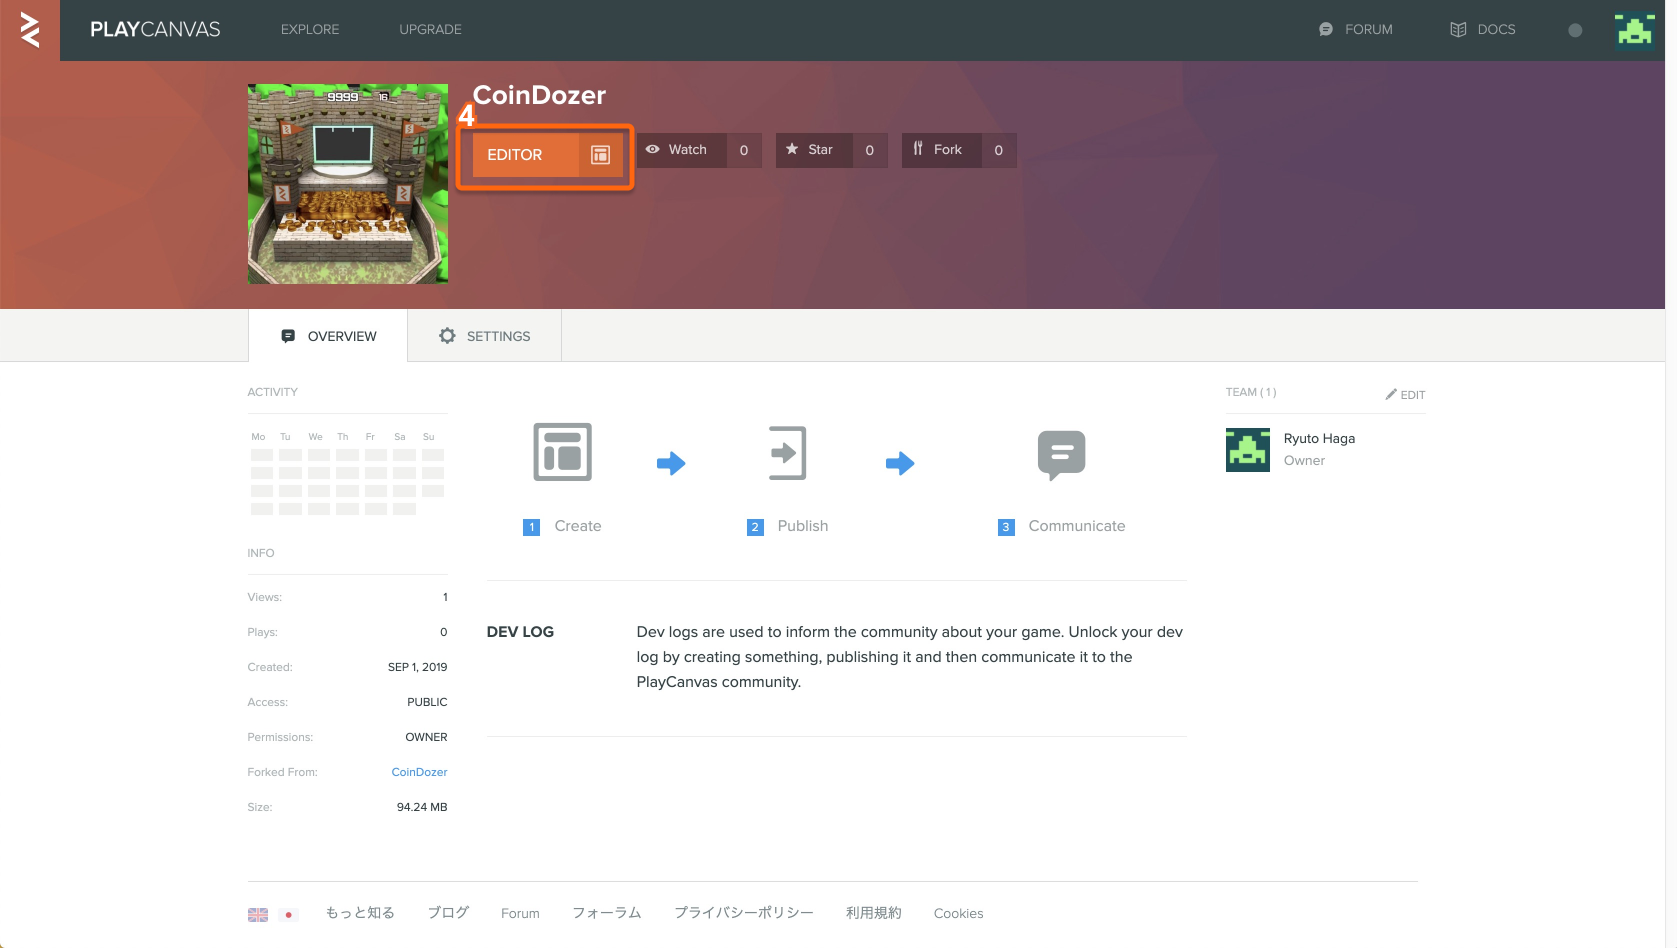 PLAYCANVAS EXPLORE UPGRADE FORUM DOCS
9999 16
CoinDozer
4
EDITOR Watch 0 Star 0 Fork 0
OVERVIEW SETTINGS
ACTIVITY
Mo Tu We Th Fr Sa Su
1 Create 2 Publish 3 Communicate
TEAM ( 1 ) EDIT
Ryuto Haga
Owner
INFO
Views: 1
Plays: 0
Created: SEP 1, 2019
Access: PUBLIC
Permissions: OWNER
Forked From: CoinDozer
Size: 94.24 MB
DEV LOG
Dev logs are used to inform the community about your game. Unlock your dev
log by creating something, publishing it and then communicate it to the
PlayCanvas community.
もっと知る ブログ Forum フォーラム プライバシーポリシー 利用規約 Cookies